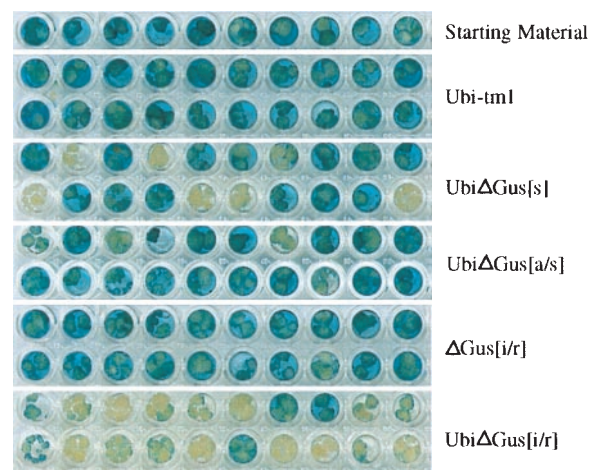 Starting Material
Ubi-tm1
UbiΔGus[s]
UbiΔGus[a/s]
ΔGus[i/r]
UbiΔGus[i/r]